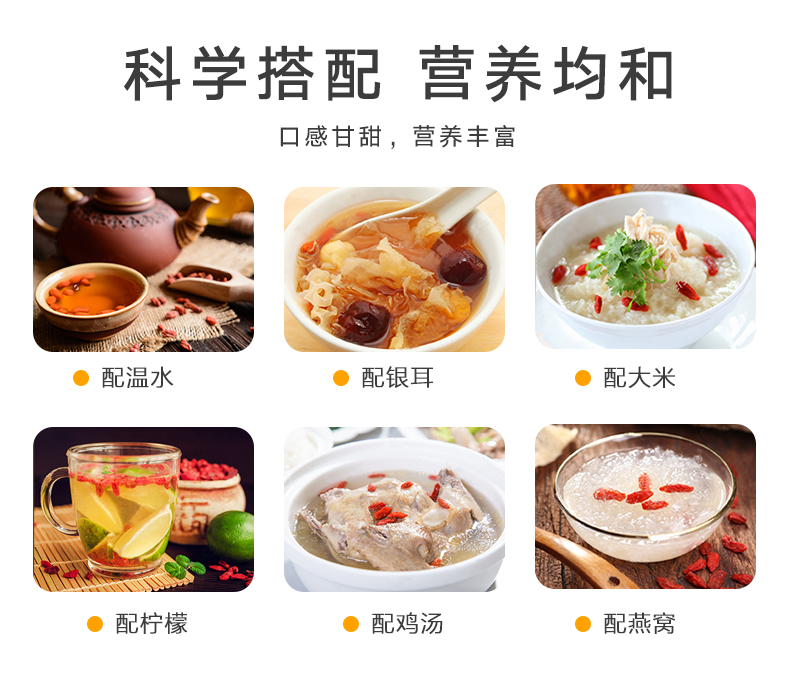 科学搭配 营养均和
口感甘甜，营养丰富
配温水
配银耳
配大米
配柠檬
配鸡汤
配燕窝